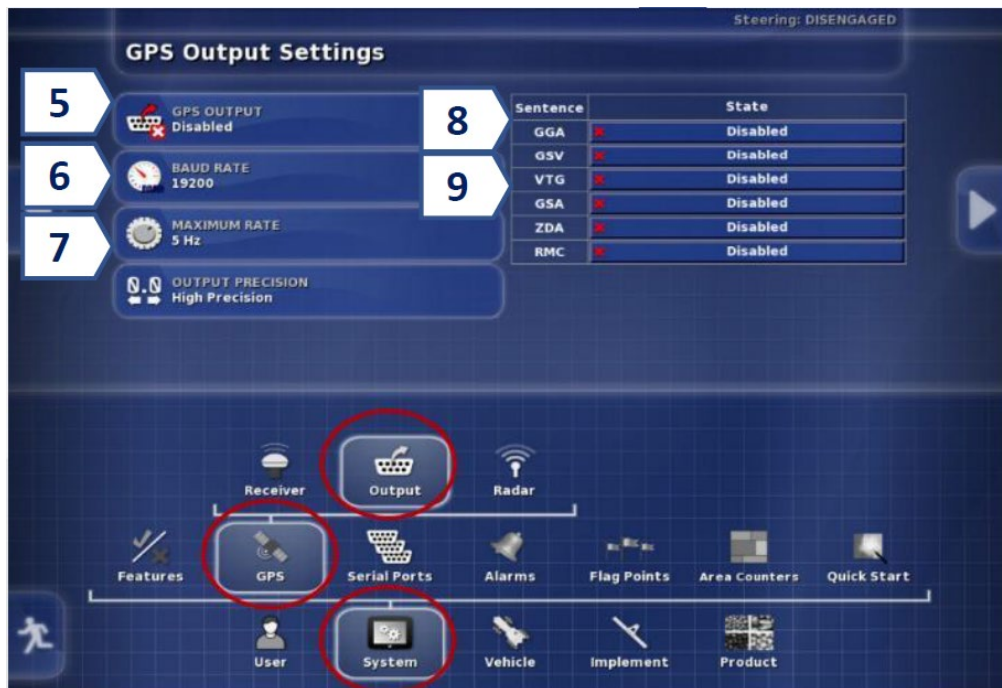 Steering: DISENGAGED
GPS Output Settings
5
GPS OUTPUT
Disabled
6
BAUD RATE
19200
7
MAXIMUM RATE
5 Hz
0.0
OUTPUT PRECISION
High Precision
8
9
Sentence State
GGA Disabled
GSV Disabled
VTG Disabled
GSA Disabled
ZDA Disabled
RMC Disabled
Receiver Output Radar
Features GPS Serial Ports Alarms Flag Points Area Counters Quick Start
User System Vehicle Implement Product